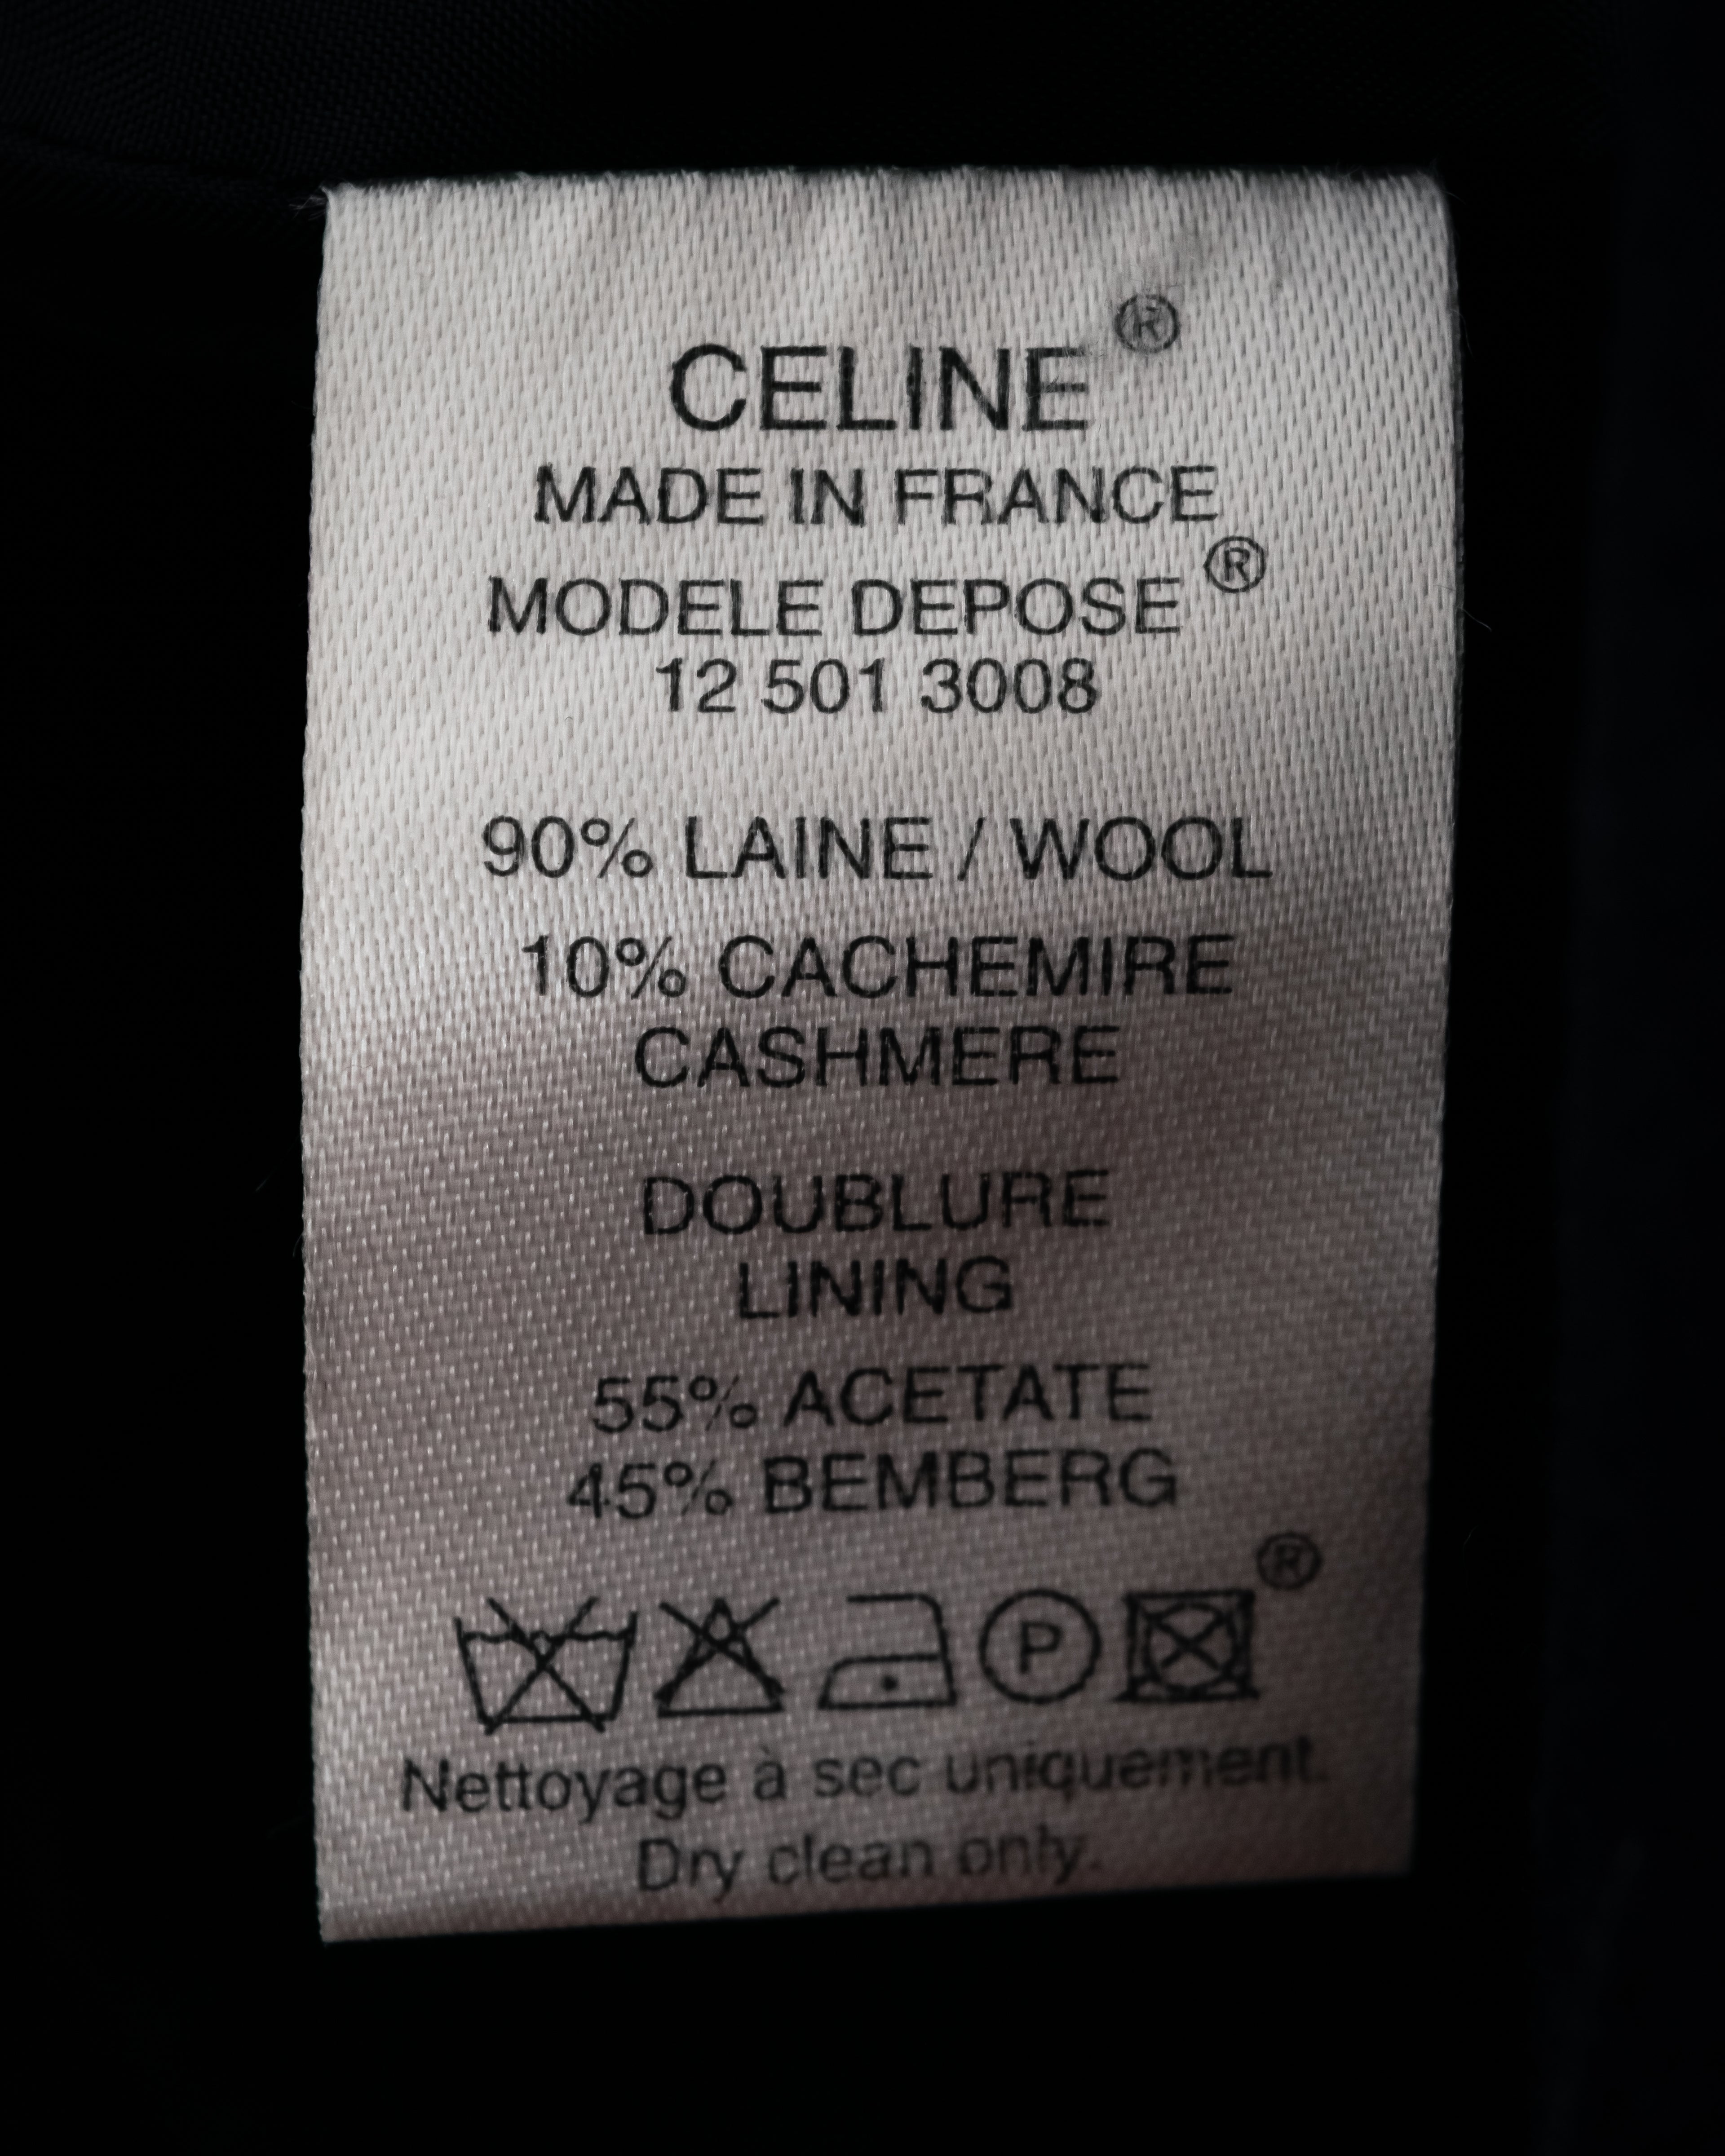 CELINE®
MADE IN FRANCE
MODELE DEPOSE®
12 501 3008
90% LAINE / WOOL
10% CACHEMIRE
CASHMERE
DOUBLURE
LINING
55% ACETATE
45% BEMBERG
®
P
Nettoyage à sec uniquement.
Dry clean only.